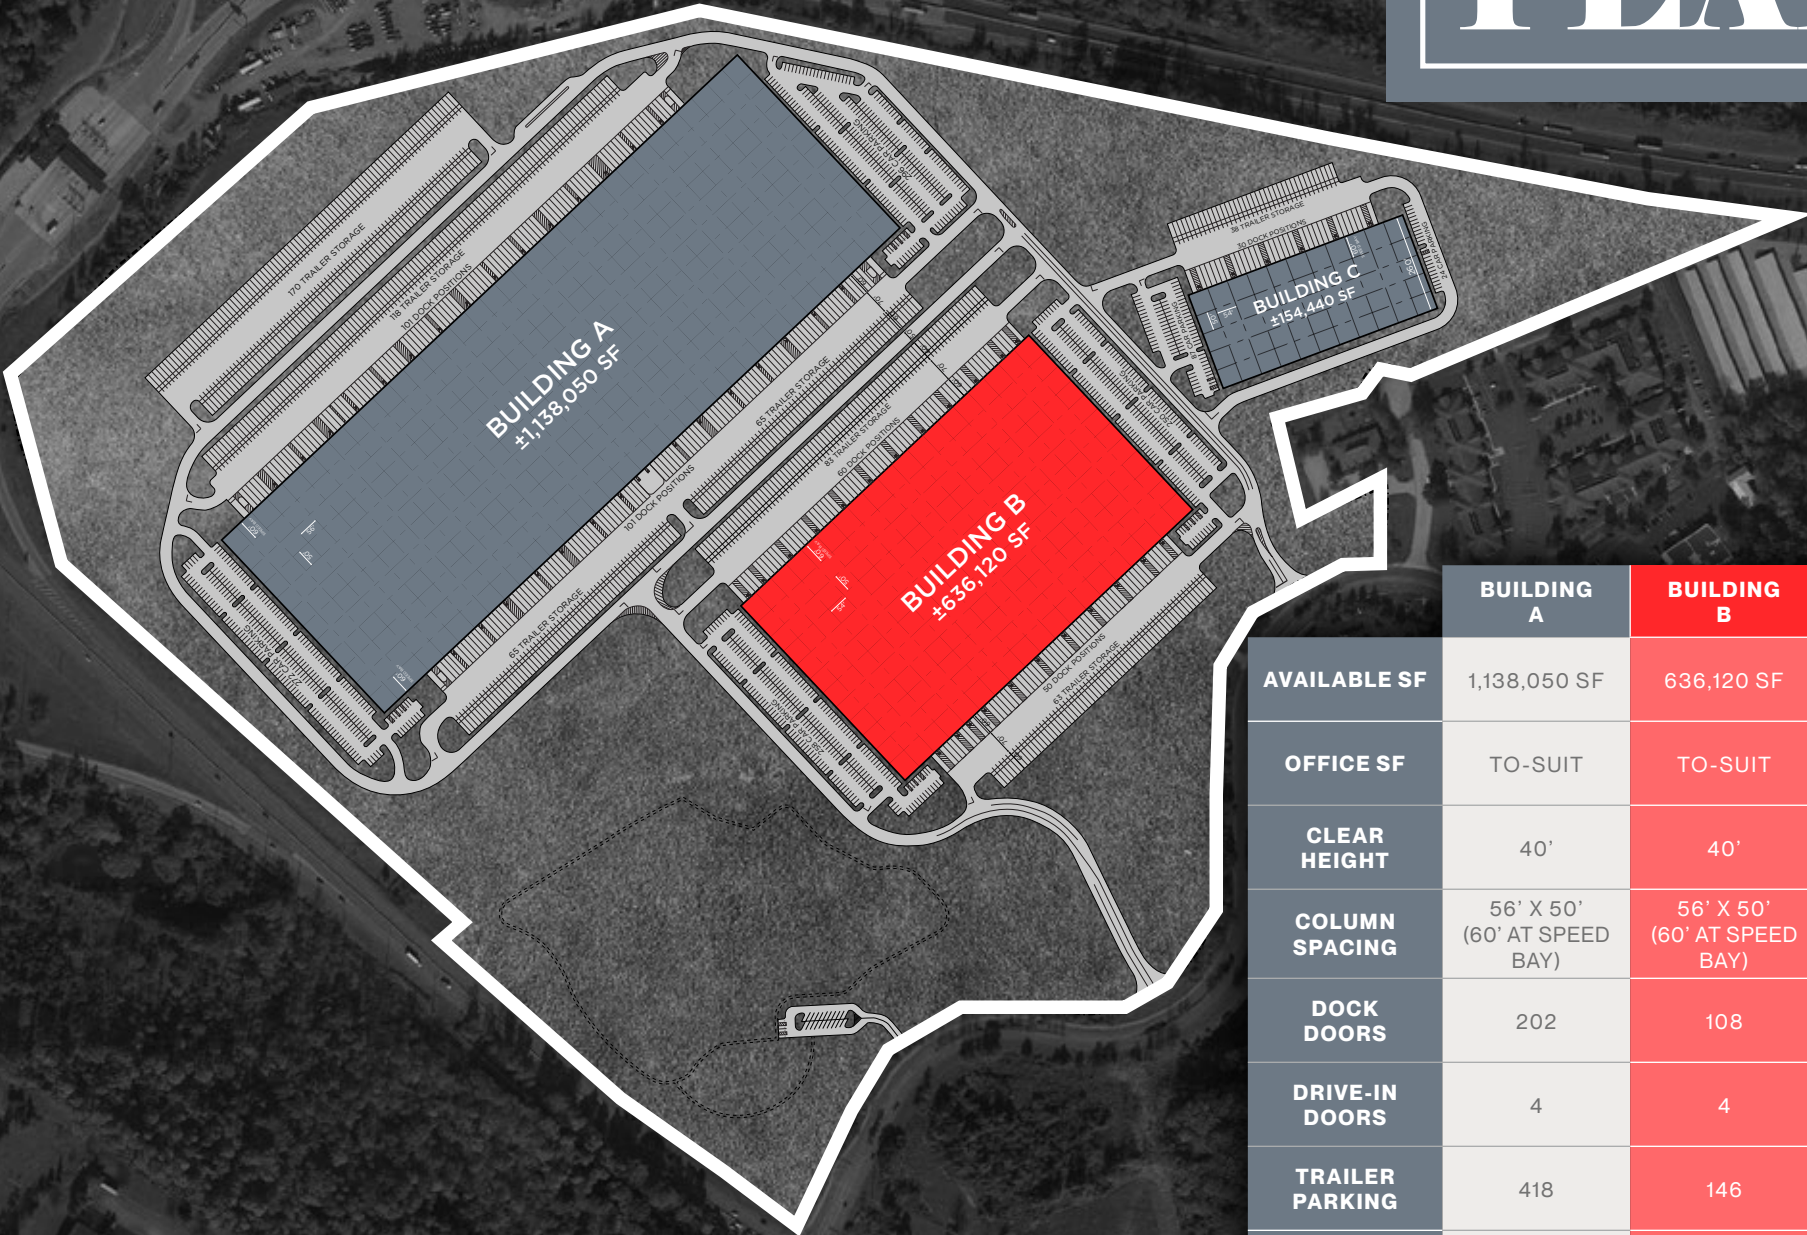 170 TRAILER STORAGE
118 TRAILER STORAGE
101 DOCK POSITIONS
BUILDING A
±1,138,050 SF
101 DOCK POSITIONS
65 TRAILER STORAGE
65 TRAILER STORAGE
83 TRAILER STORAGE
60 DOCK POSITIONS
BUILDING B
±636,120 SF
50 DOCK POSITIONS
63 TRAILER STORAGE
258 CAR PARKING
38 TRAILER STORAGE
30 DOCK POSITIONS
BUILDING C
±154,440 SF
BUILDING
A
BUILDING
B
AVAILABLE SF
1,138,050 SF
636,120 SF
OFFICE SF
TO-SUIT
TO-SUIT
CLEAR
HEIGHT
40’
40’
COLUMN
SPACING
56’ X 50’
(60’ AT SPEED
BAY)
56’ X 50’
(60’ AT SPEED
BAY)
DOCK
DOORS
202
108
DRIVE-IN
DOORS
4
4
TRAILER
PARKING
418
146